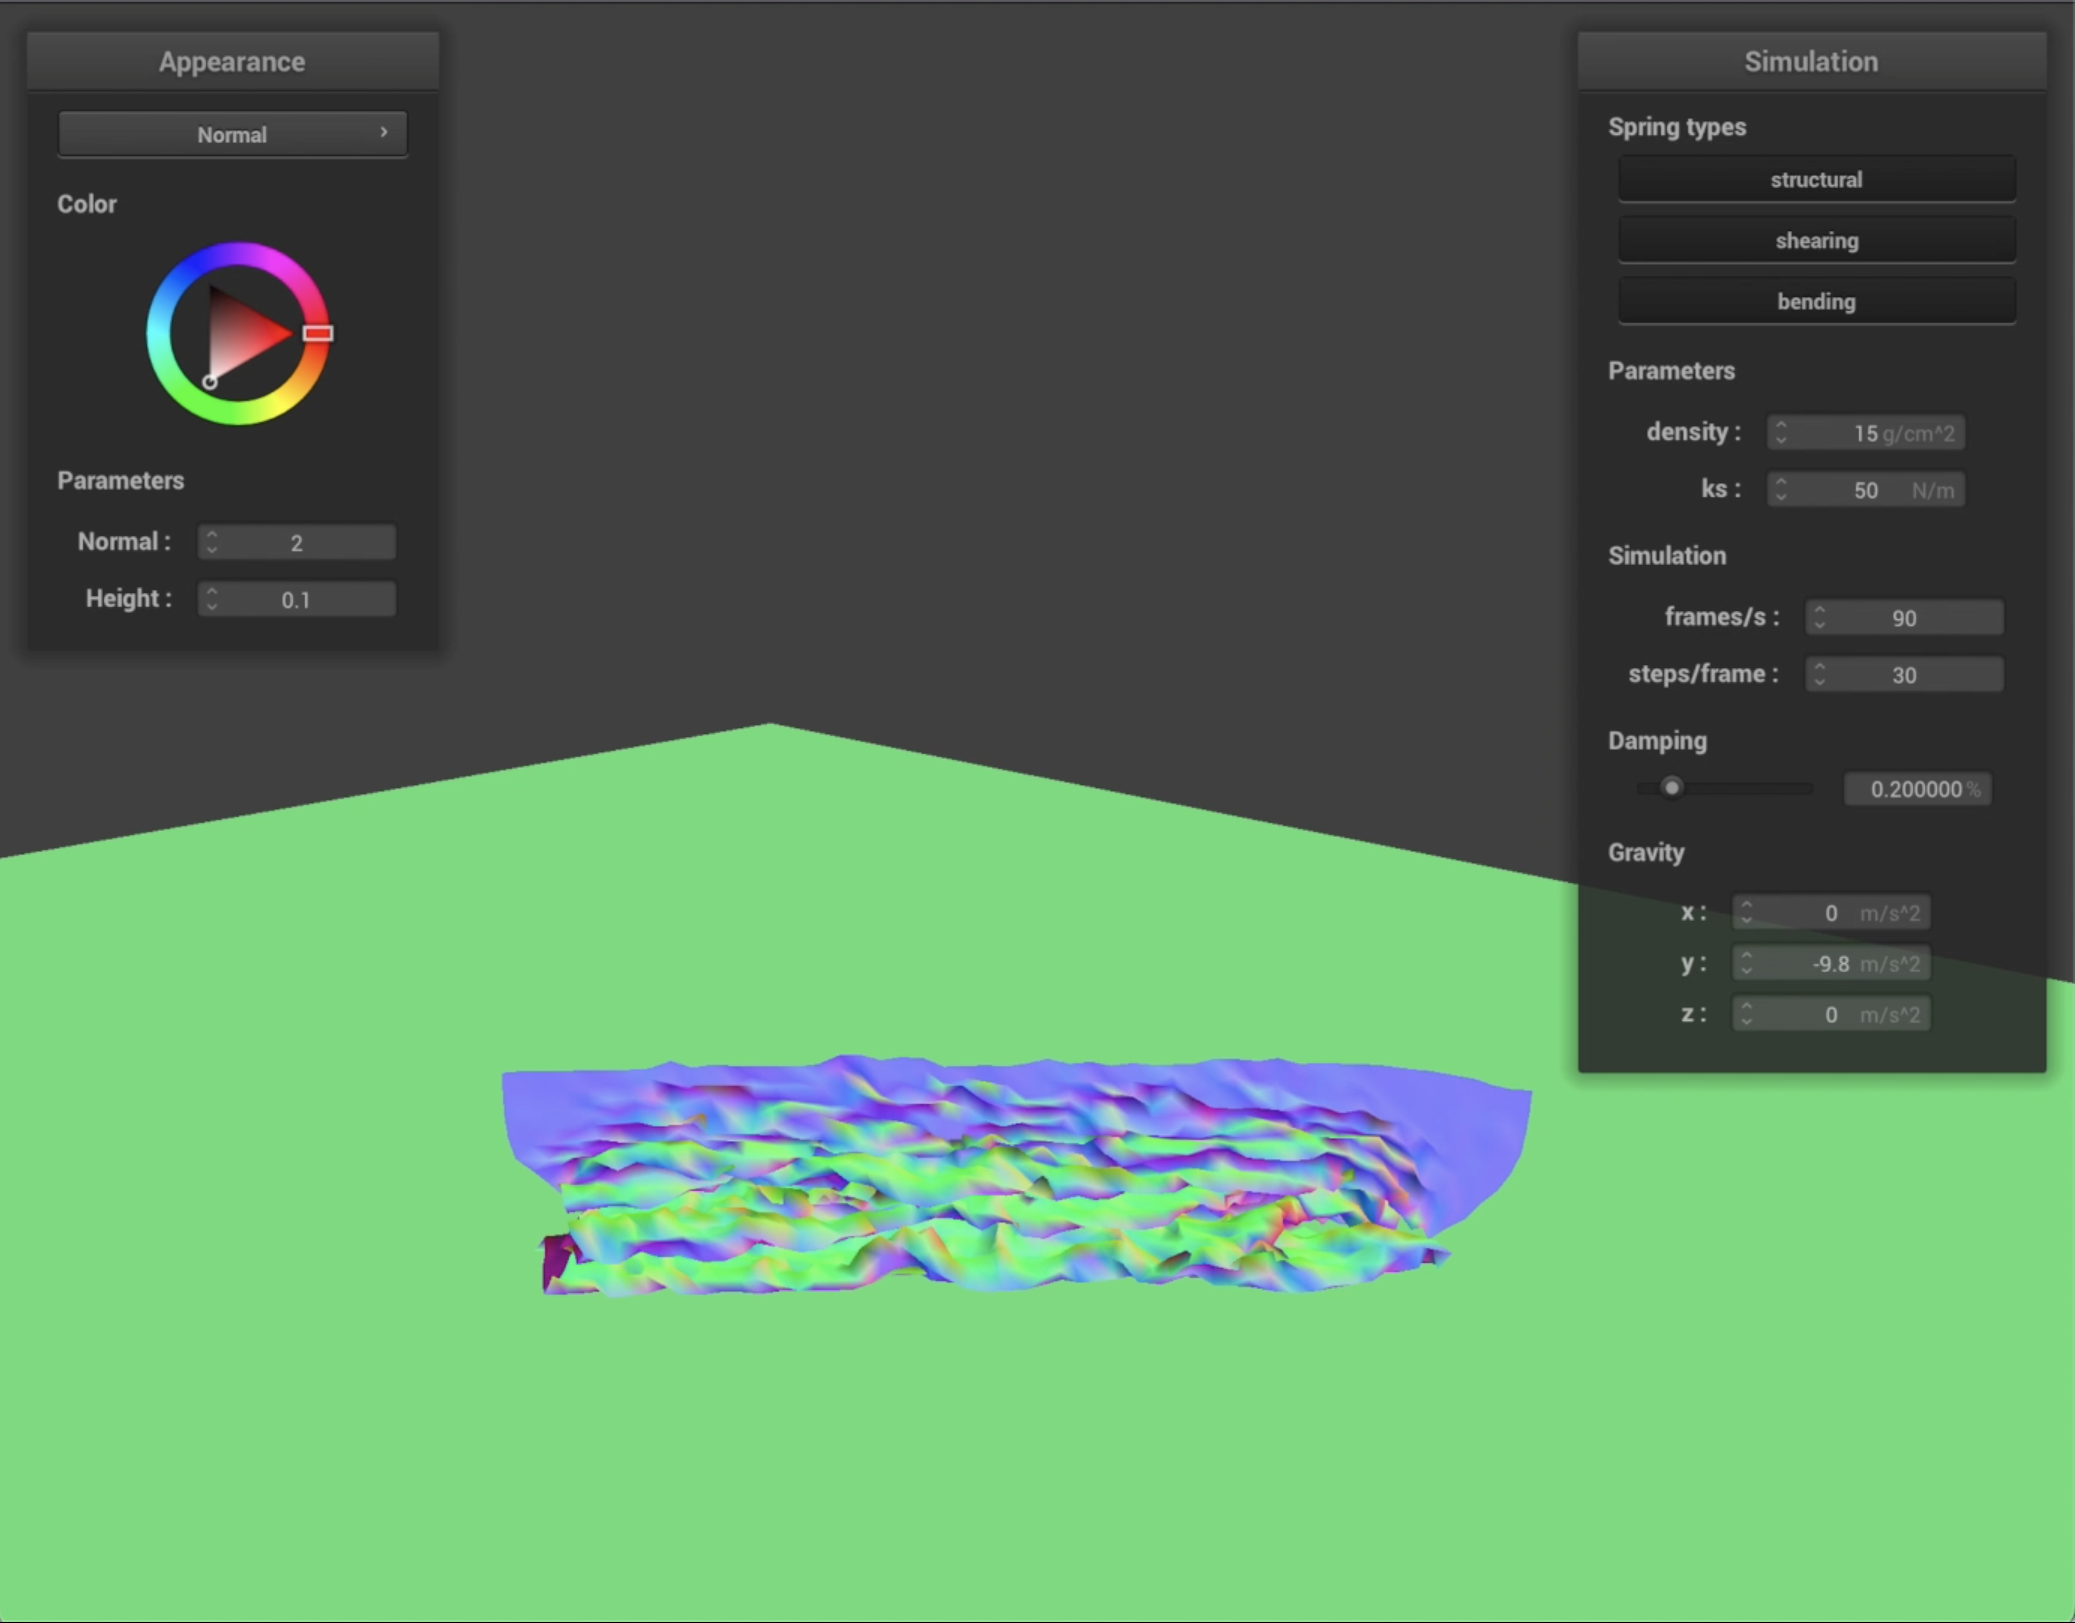 Appearance
Normal
Color
Parameters
Normal : 2
Height : 0.1
Simulation
Spring types
structural
shearing
bending
Parameters
density : 15 g/cm^2
ks : 50 N/m
Simulation
frames/s : 90
steps/frame : 30
Damping
0.200000 %
Gravity
x : 0 m/s^2
y : -9.8 m/s^2
z : 0 m/s^2